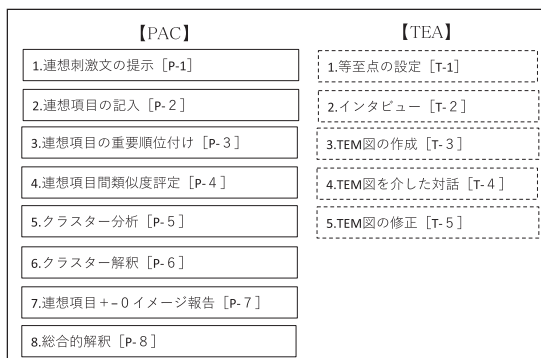 【PAC】
1.連想刺激文の提示［P-1］
2.連想項目の記入［P-２］
3.連想項目の重要順位付け［P-３］
4.連想項目間類似度評定［P-４］
5.クラスター分析［P-５］
6.クラスター解釈［P-６］
7.連想項目＋−０イメージ報告［P-７］
8.総合的解釈［P-８］
【TEA】
1.等至点の設定［T-1］
2.インタビュー［T-２］
3.TEM図の作成［T-３］
4.TEM図を介した対話［T-４］
5.TEM図の修正［T-５］